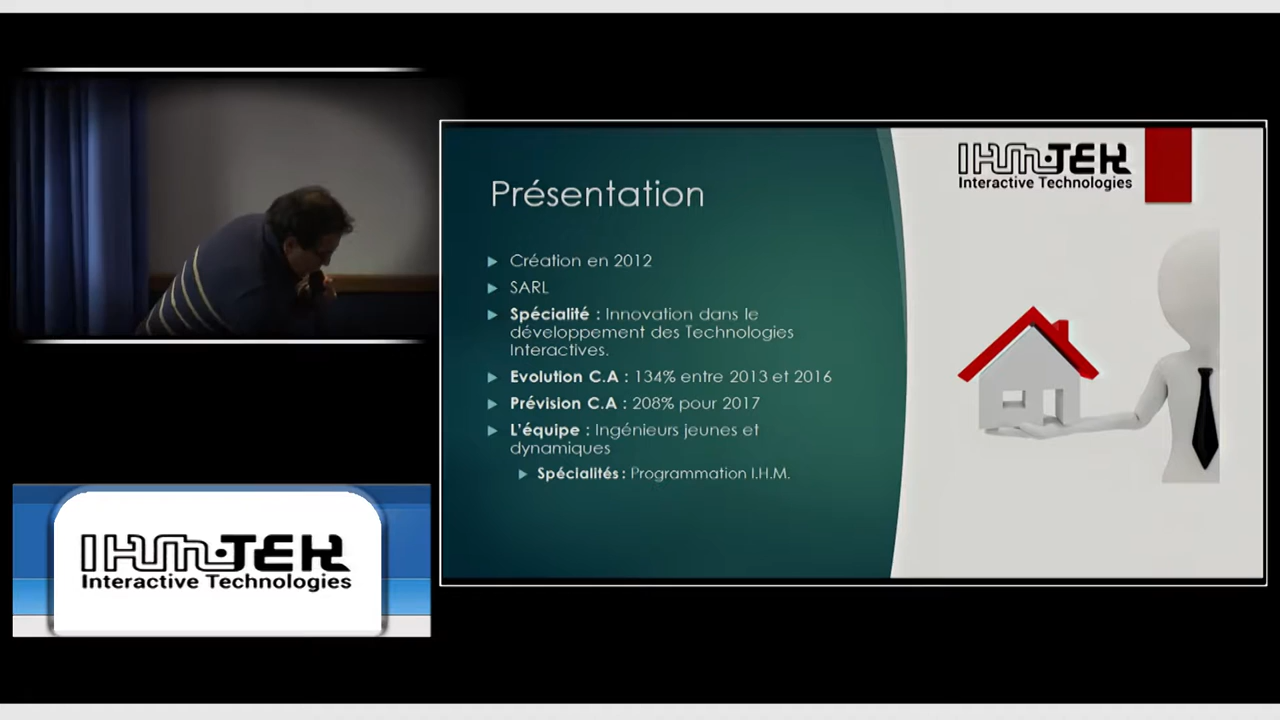 IHM-TEK
Interactive Technologies
Présentation
Création en 2012
SARL
Spécialité : Innovation dans le
développement des Technologies
Interactives.
Evolution C.A : 134% entre 2013 et 2016
Prévision C.A : 208% pour 2017
L'équipe : Ingénieurs jeunes et
dynamiques
Spécialités : Programmation I.H.M.
IHM-TEK
Interactive Technologies